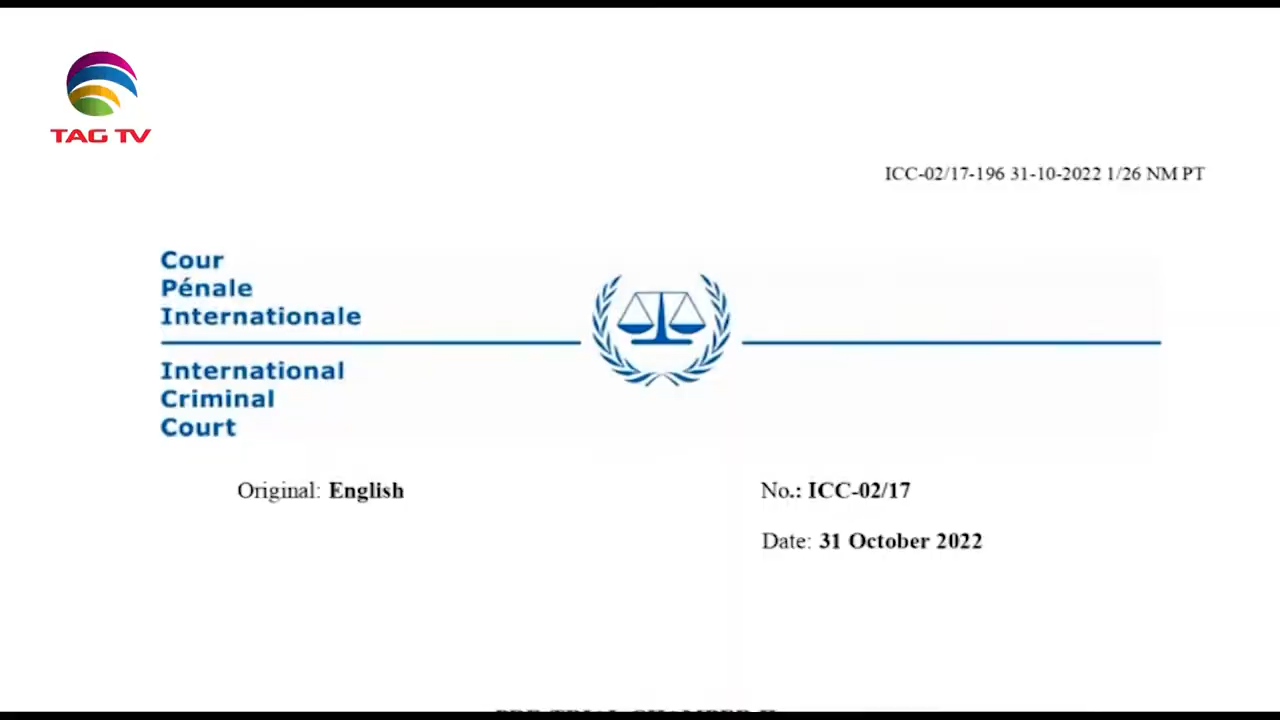 TAG TV
ICC-02/17-196 31-10-2022 1/26 NM PT
Cour
Pénale
Internationale
International
Criminal
Court
Original: English
No.: ICC-02/17
Date: 31 October 2022